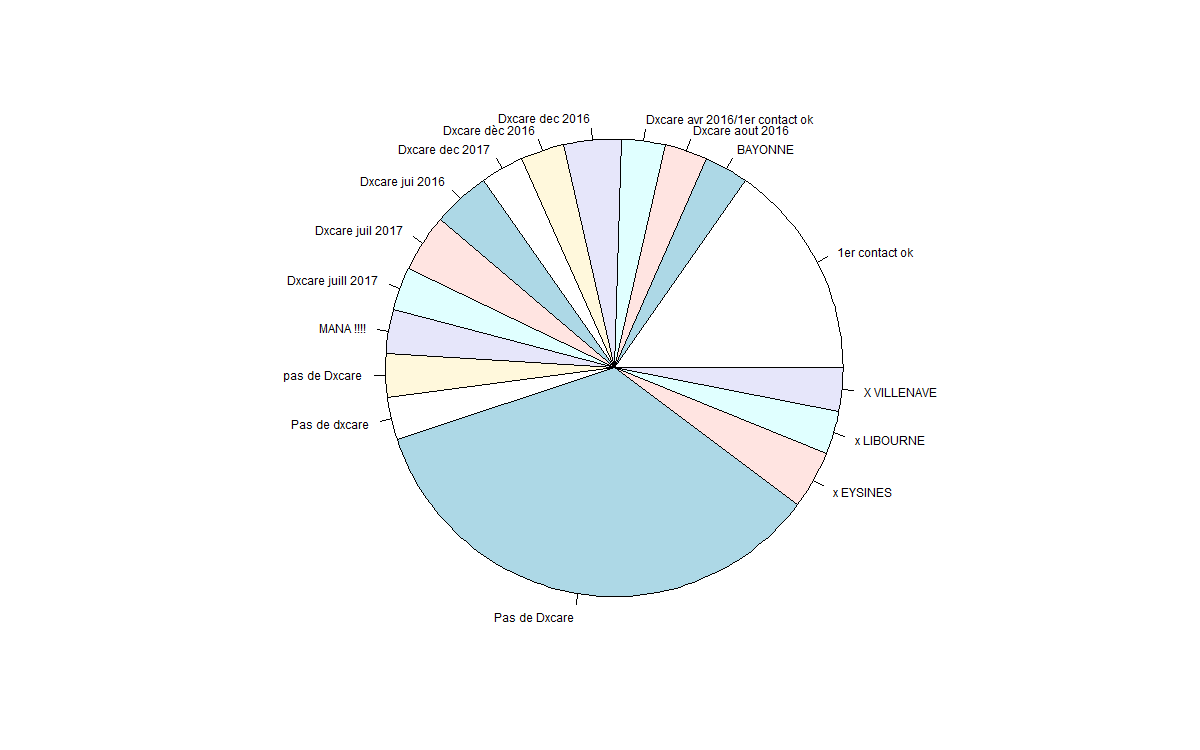 Dxcare dec 2016
Dxcare avr 2016/1er contact ok
Dxcare dèc 2016
Dxcare aout 2016
Dxcare dec 2017
BAYONNE
Dxcare jui 2016
Dxcare juil 2017
1er contact ok
Dxcare juill 2017
MANA !!!!
pas de Dxcare
X VILLENAVE
Pas de dxcare
x LIBOURNE
x EYSINES
Pas de Dxcare